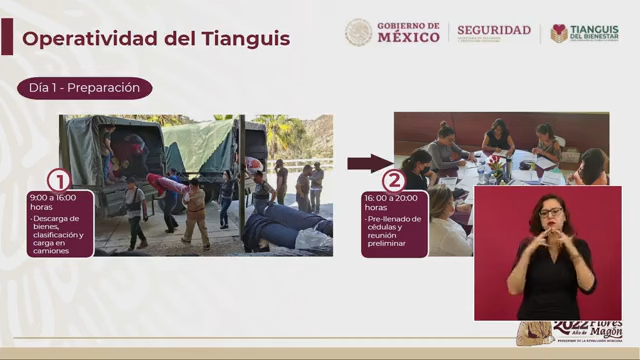 Operatividad del Tianguis
GOBIERNO DE
MÉXICO
SEGURIDAD
TIANGUIS
DEL BIENESTAR
Día 1 - Preparación
1
9:00 a 16:00
horas
- Descarga de
bienes,
clasificación y
carga en
camiones
2
16: 00 a 20:00
horas
- Pre-llenado de
cédulas y
reunión
preliminar
2022 Flores
Año de Magón